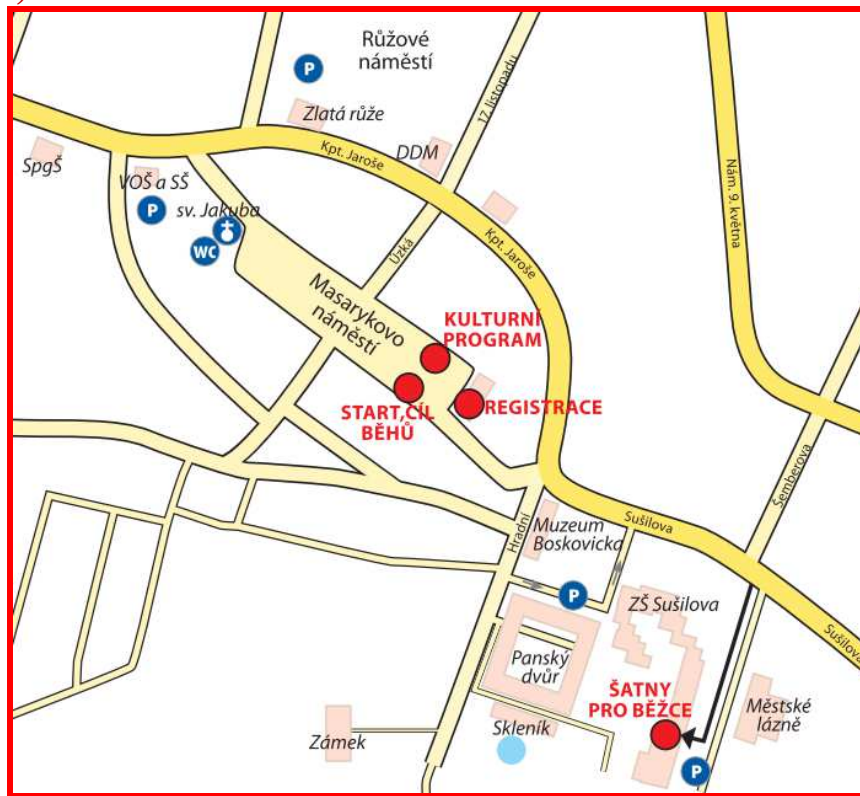 Růžové
náměstí
P
Zlatá růže
17. listopadu
Kpt. Jaroše
DDM
SpgŠ
VOŠ a SŠ
P
sv. Jakuba
WC
Úzká
Kpt. Jaroše
Nám. 9. května
Masarykovo
náměstí
KULTURNÍ
PROGRAM
START,CÍL
BĚHŮ
REGISTRACE
Šemberova
Hradní
Muzeum
Boskovicka
Sušilova
P
ZŠ Sušilova
Sušilova
Panský
dvůr
ŠATNY
PRO BĚŽCE
Městské
lázně
Zámek
Skleník
P